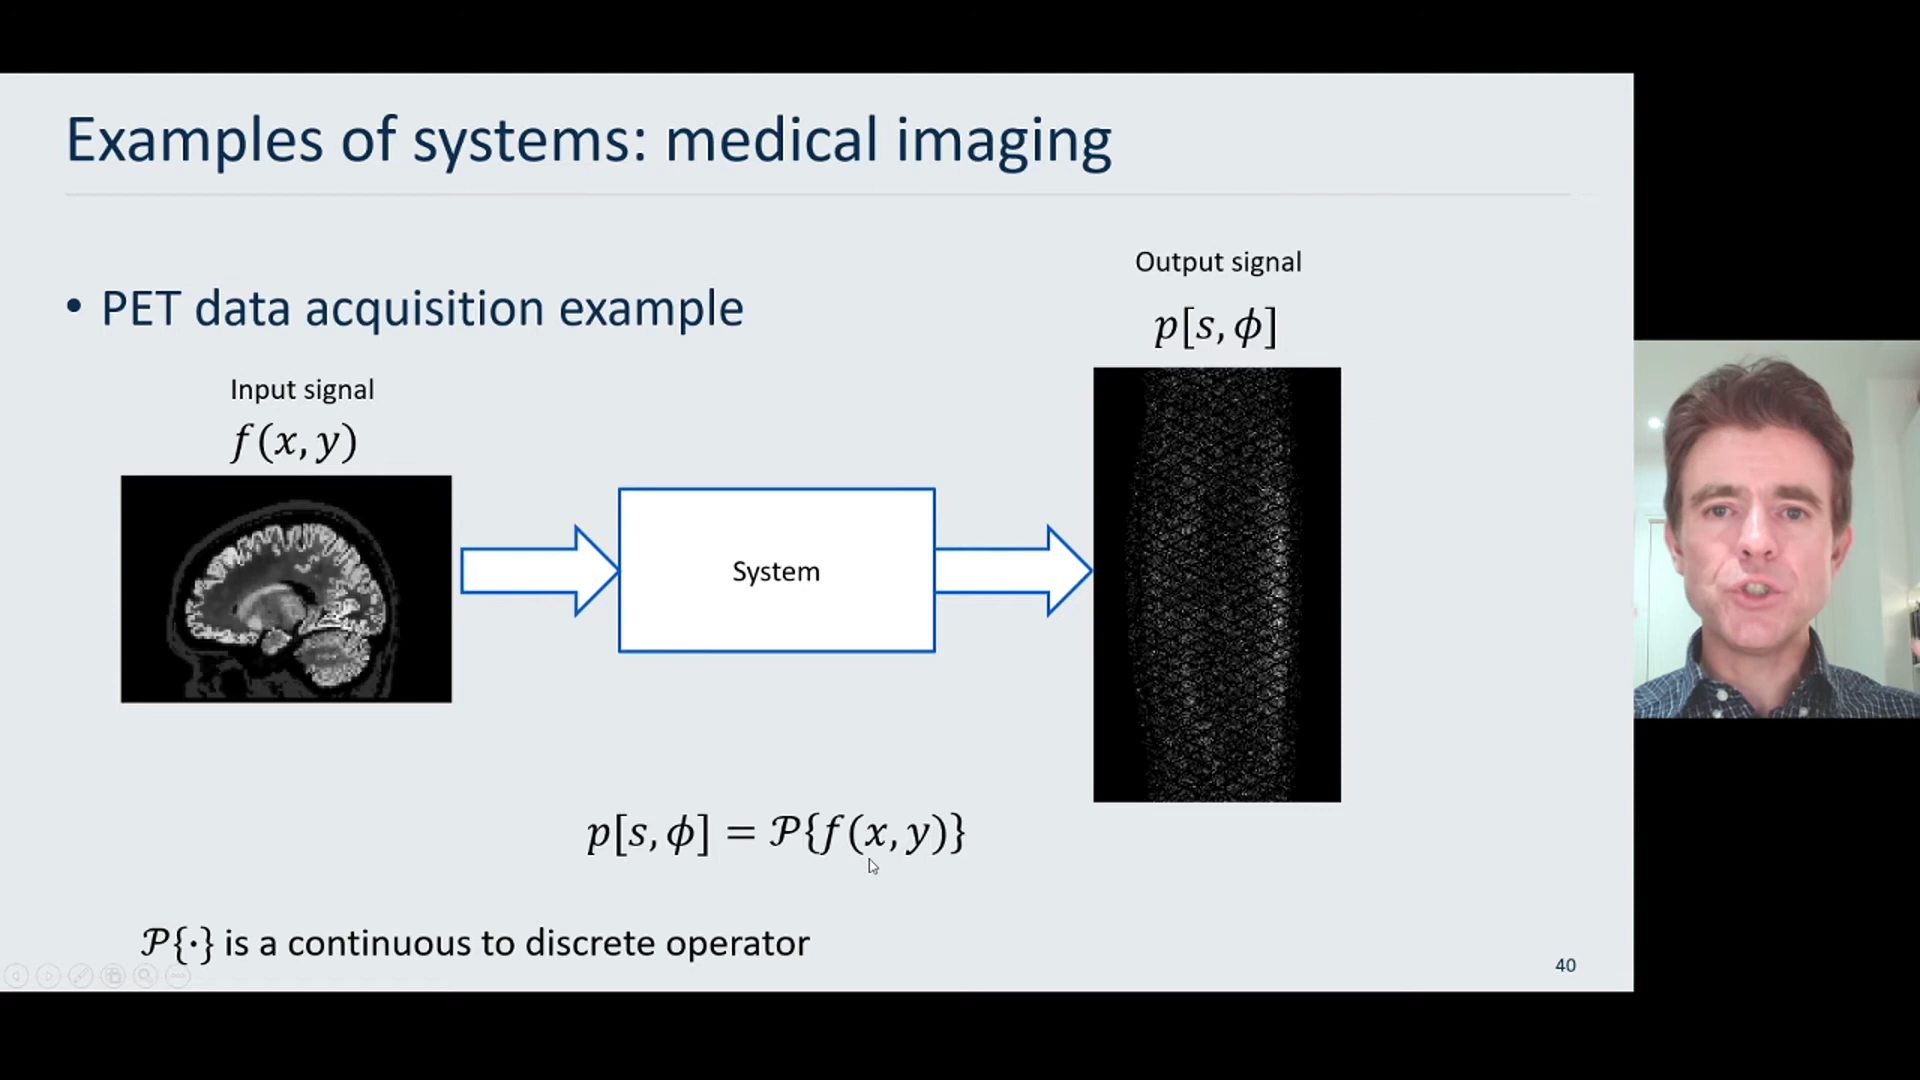 Examples of systems: medical imaging
• PET data acquisition example
Input signal
f(x, y)
System
Output signal
p[s, ϕ]
p[s, ϕ] = 𝒫{f(x, y)}
𝒫{·} is a continuous to discrete operator
40